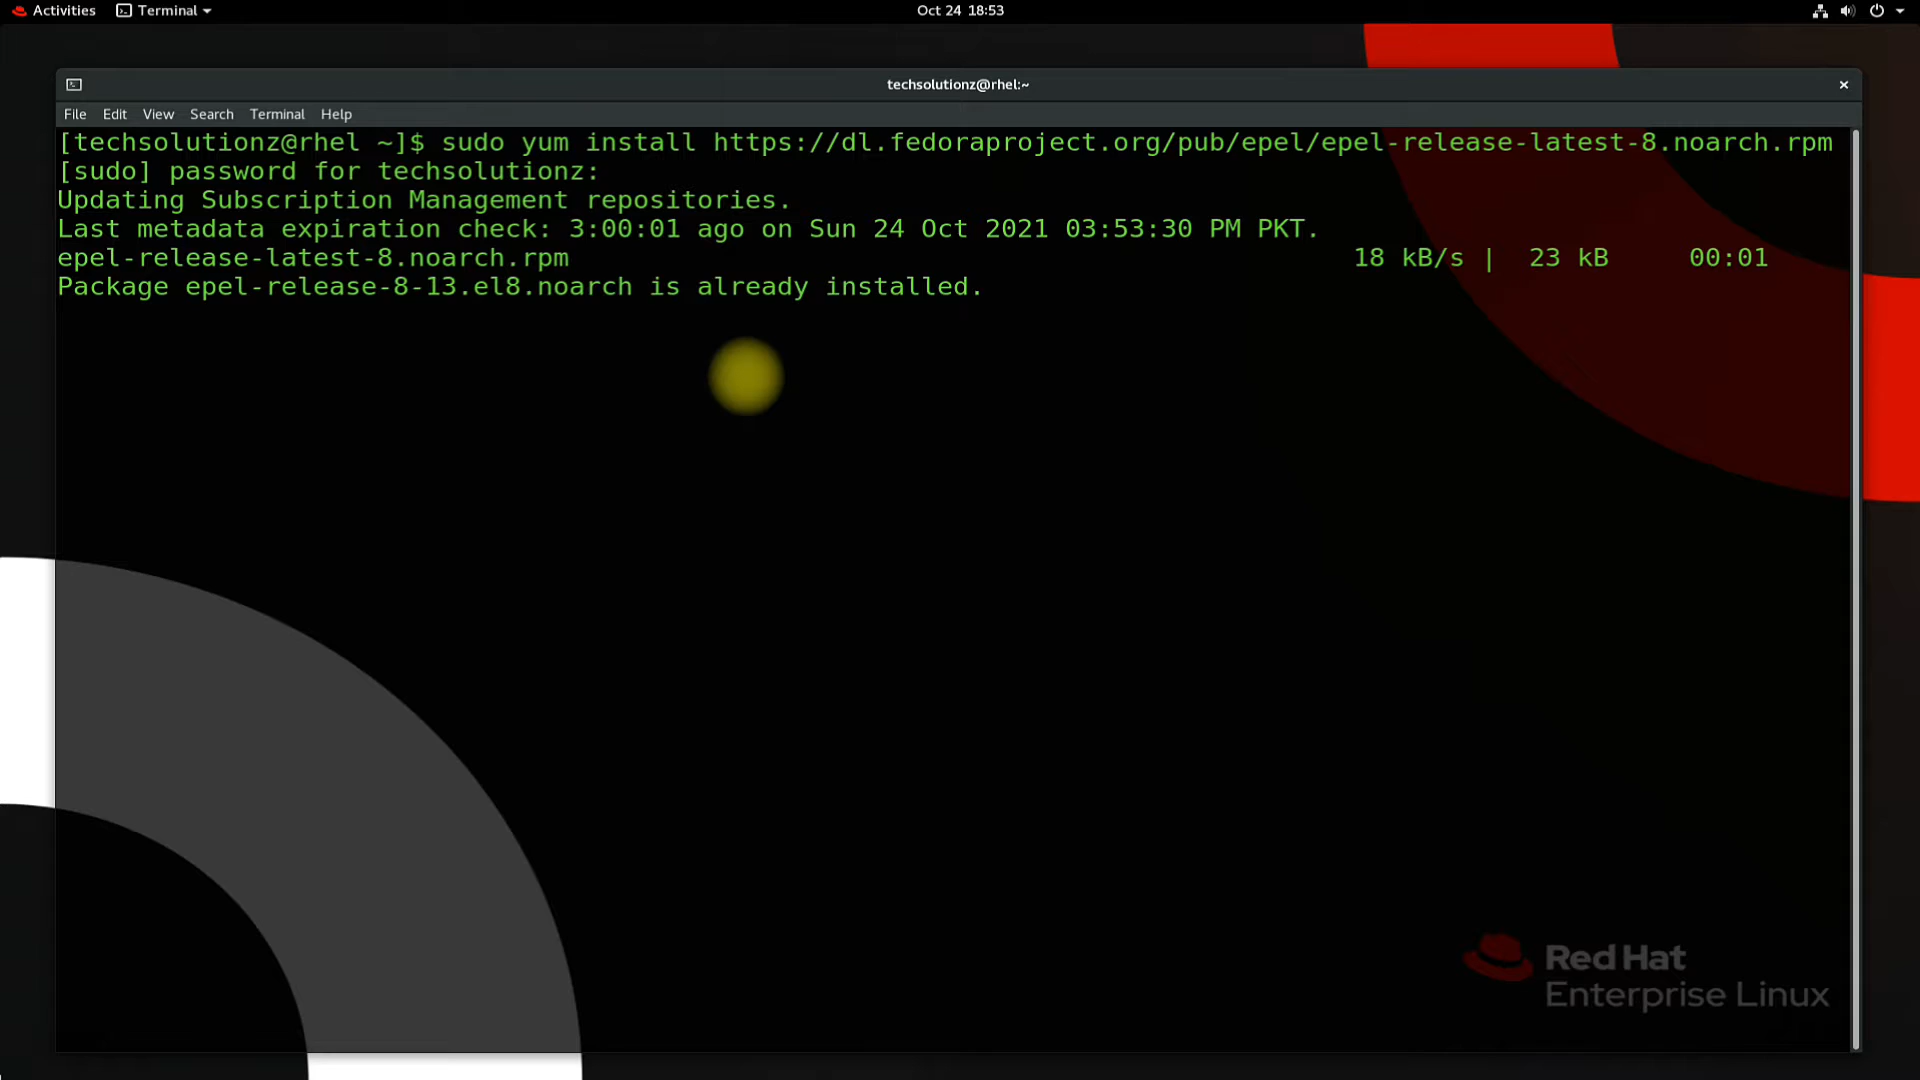 Activities
Terminal
Oct 24 18:53
techsolutionz@rhel:~
File Edit View Search Terminal Help
[techsolutionz@rhel ~]$ sudo yum install https://dl.fedoraproject.org/pub/epel/epel-release-latest-8.noarch.rpm
[sudo] password for techsolutionz:
Updating Subscription Management repositories.
Last metadata expiration check: 3:00:01 ago on Sun 24 Oct 2021 03:53:30 PM PKT.
epel-release-latest-8.noarch.rpm 18 kB/s | 23 kB 00:01
Package epel-release-8-13.el8.noarch is already installed.
Red Hat
Enterprise Linux